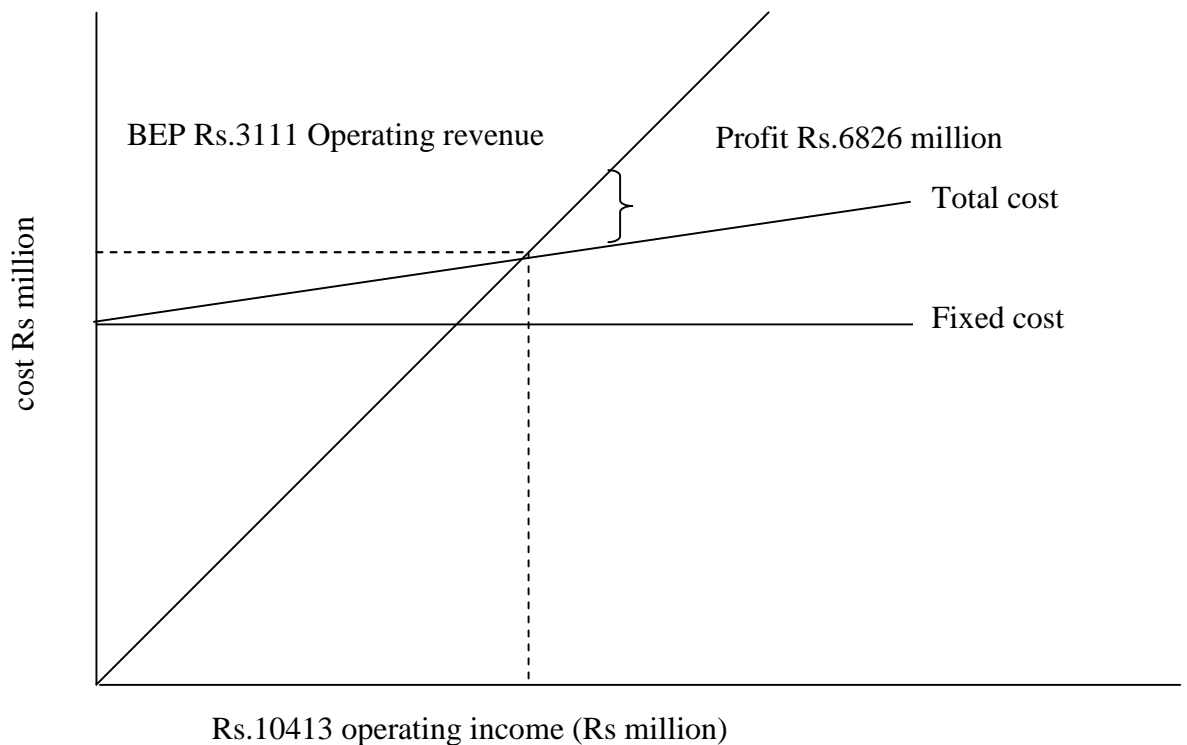 BEP Rs.3111 Operating revenue
Profit Rs.6826 million
Total cost
cost Rs million
Fixed cost
Rs.10413 operating income (Rs million)